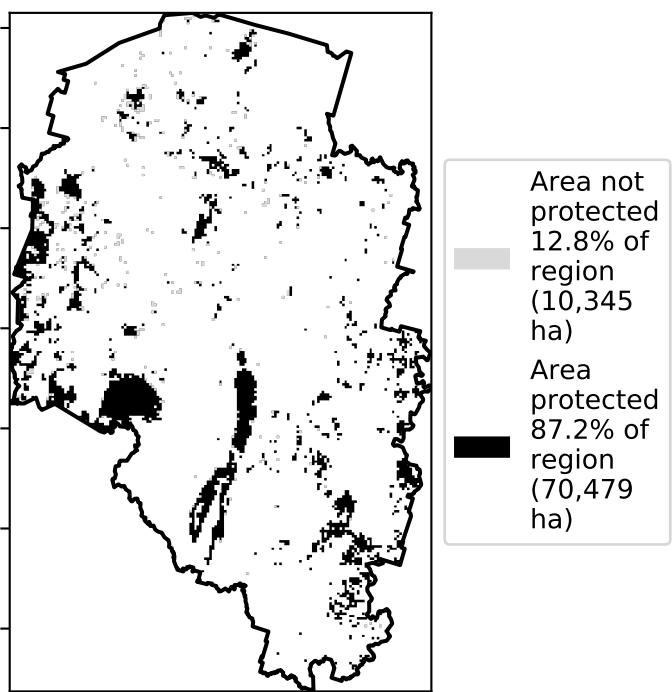 Area not
protected
12.8% of
region
(10,345
ha)
Area
protected
87.2% of
region
(70,479
ha)